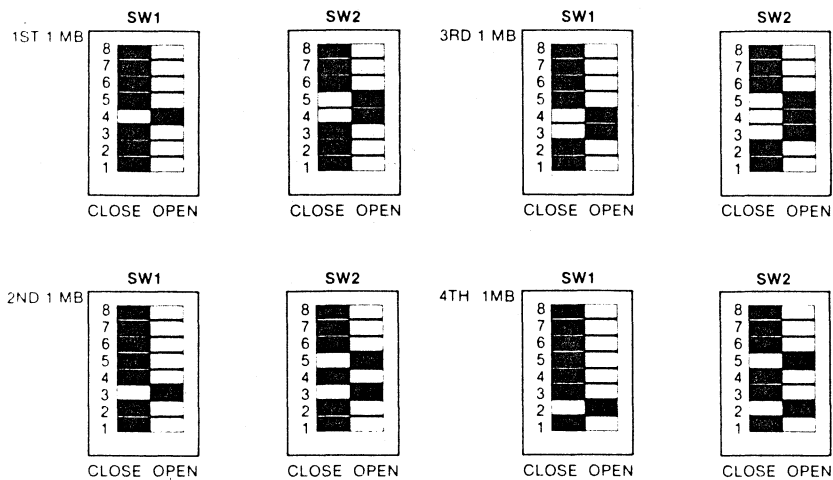 SW1 SW2 SW1 SW2
1ST 1 MB 3RD 1 MB
8 8 8 8
7 7 7 7
6 6 6 6
5 5 5 5
4 4 4 4
3 3 3 3
2 2 2 2
1 1 1 1
CLOSE OPEN CLOSE OPEN CLOSE OPEN CLOSE OPEN
SW1 SW2 SW1 SW2
2ND 1 MB 4TH 1MB
8 8 8 8
7 7 7 7
6 6 6 6
5 5 5 5
4 4 4 4
3 3 3 3
2 2 2 2
1 1 1 1
CLOSE OPEN CLOSE OPEN CLOSE OPEN CLOSE OPEN